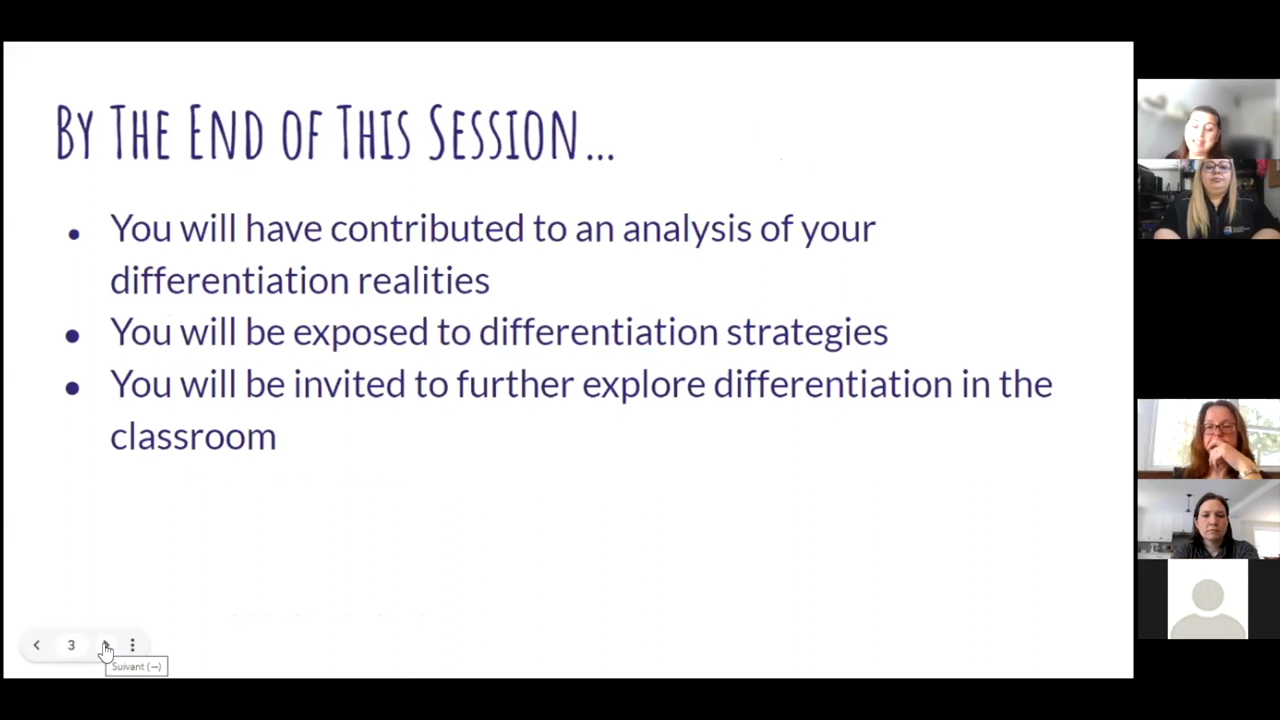 By The End of This Session...
• You will have contributed to an analysis of your
differentiation realities
• You will be exposed to differentiation strategies
• You will be invited to further explore differentiation in the
classroom
3
Suivant (→)